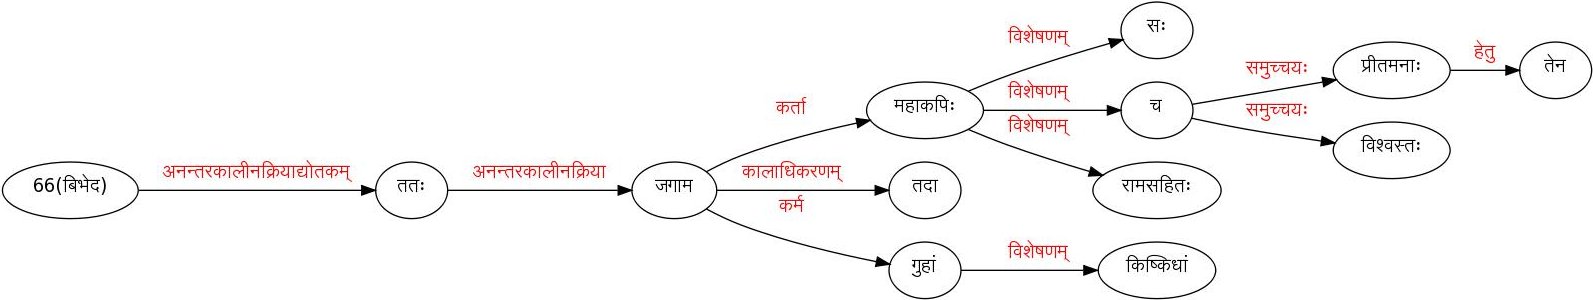 सः
विशेषणम्
समुच्चयः
प्रीतमनाः
हेतु
तेन
कर्ता
महाकपिः
विशेषणम्
च
समुच्चयः
विशेषणम्
विश्वस्तः
66(बिभेद)
अनन्तरकालीनक्रियाद्योतकम्
ततः
अनन्तरकालीनक्रिया
जगाम
कालाधिकरणम्
तदा
रामसहितः
कर्म
गुहां
विशेषणम्
किष्किधां